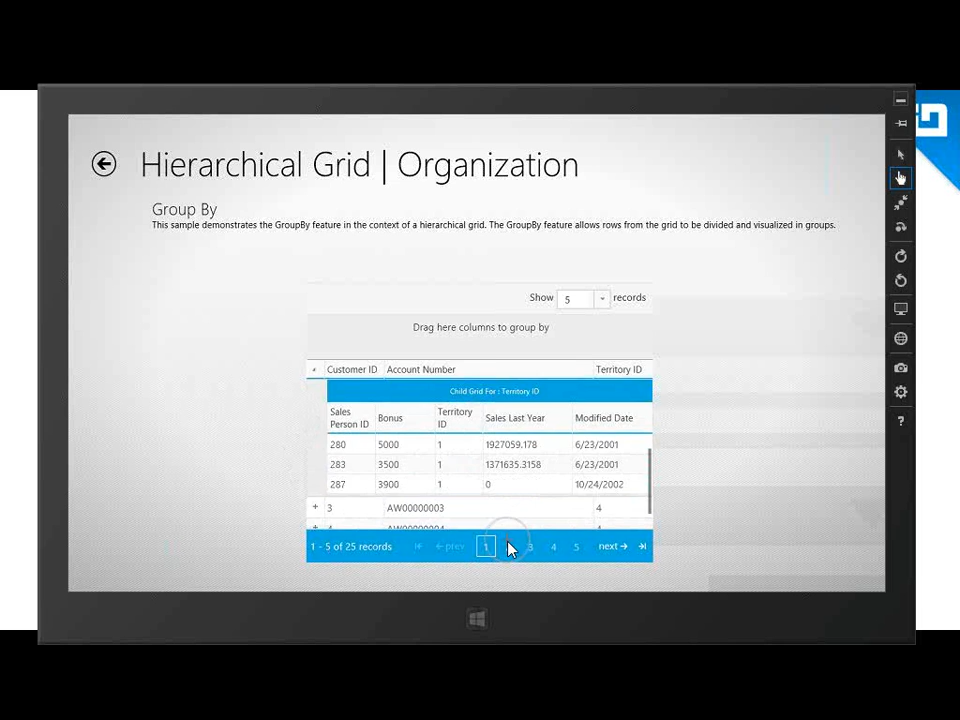 Hierarchical Grid | Organization
Group By
This sample demonstrates the GroupBy feature in the context of a hierarchical grid. The GroupBy feature allows rows from the grid to be divided and visualized in groups.
Show 5 records
Drag here columns to group by
Customer ID Account Number Territory ID
Child Grid For : Territory ID
Sales Person ID Bonus Territory ID Sales Last Year Modified Date
280 5000 1 1927059.178 6/23/2001
283 3500 1 1371635.3158 6/23/2001
287 3900 1 0 10/24/2002
+ 3 AW00000003 4
1 - 5 of 25 records prev 1 3 4 5 next
?